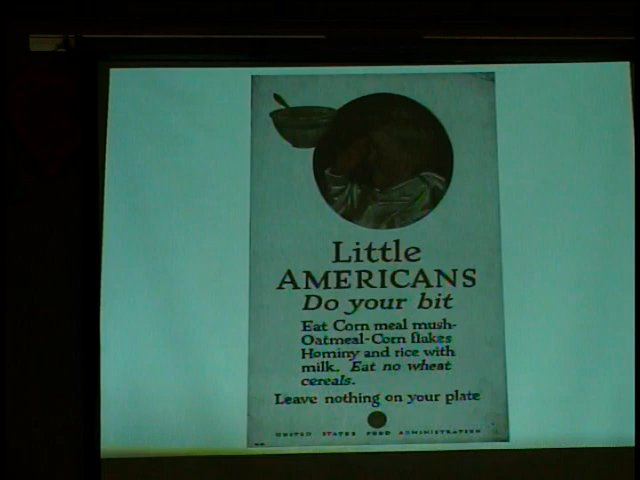 Little
AMERICANS
Do your bit
Eat Corn meal mush-
Oatmeal-Corn flakes
Hominy and rice with
milk. Eat no wheat
cereals.
Leave nothing on your plate
UNITED STATES FOOD ADMINISTRATION